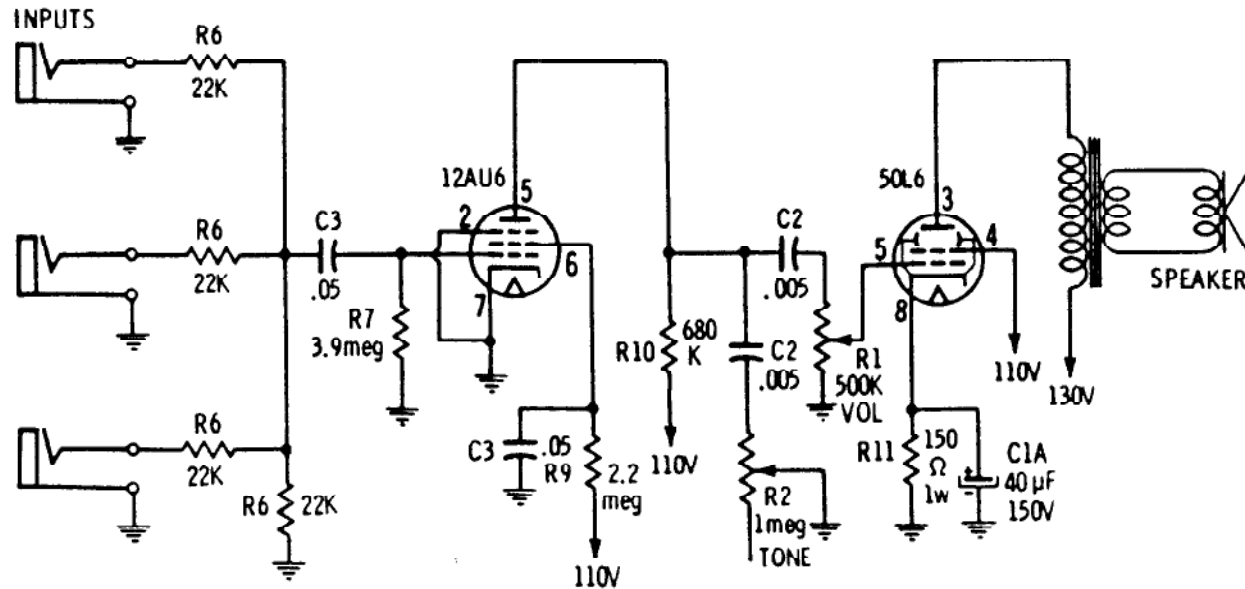 INPUTS
R6
22K
R6
22K
R6
22K
R6
22K
C3
.05
R7
3.9meg
12AU6
5
2
6
7
C3
.05
R9
2.2
meg
110V
R10
680
K
110V
C2
.005
C2
.005
R2
1meg
TONE
R1
500K
VOL
50L6
3
5
4
8
110V
130V
R11
150
Ω
1w
C1A
40 µF
150V
+
-
SPEAKER